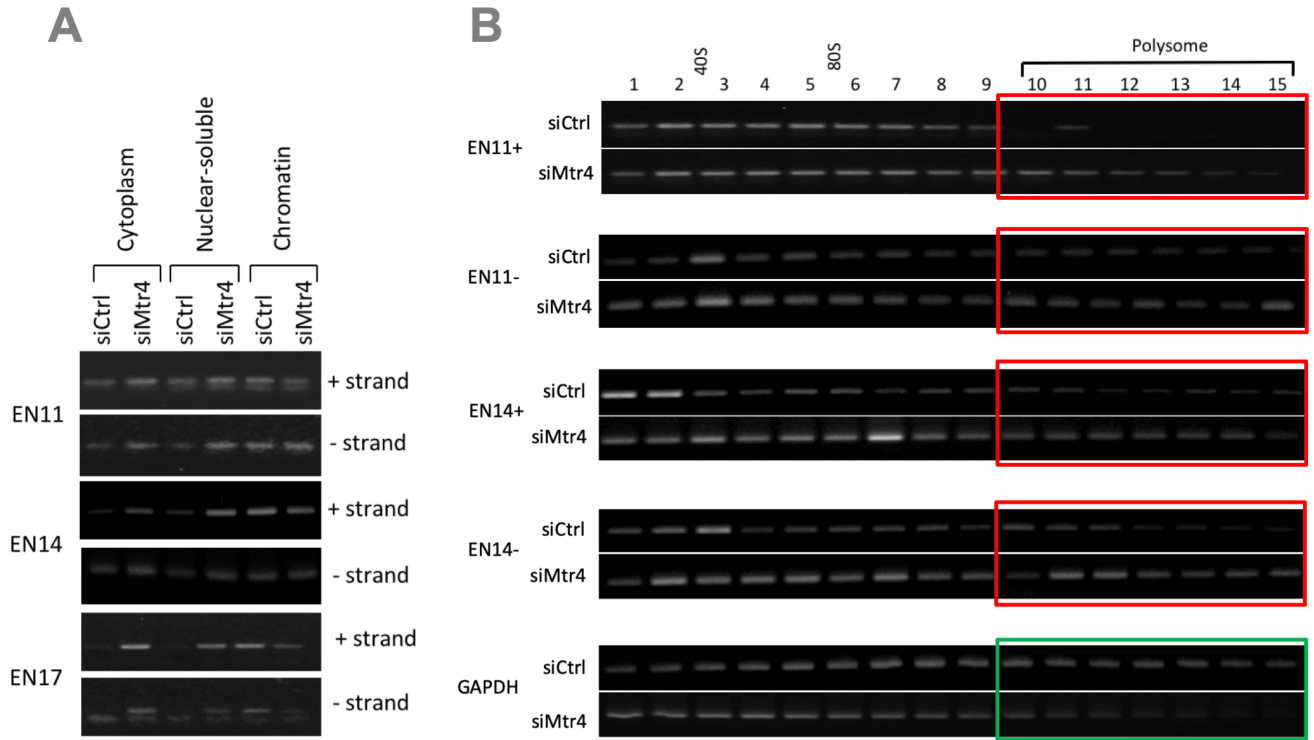 A
Cytoplasm
Nuclear-soluble
Chromatin
siCtrl
siMtr4
siCtrl
siMtr4
siCtrl
siMtr4
EN11
+ strand
- strand
EN14
+ strand
- strand
EN17
+ strand
- strand
B
40S
80S
Polysome
1 2 3 4 5 6 7 8 9 10 11 12 13 14 15
EN11+
siCtrl
siMtr4
EN11-
siCtrl
siMtr4
EN14+
siCtrl
siMtr4
EN14-
siCtrl
siMtr4
GAPDH
siCtrl
siMtr4